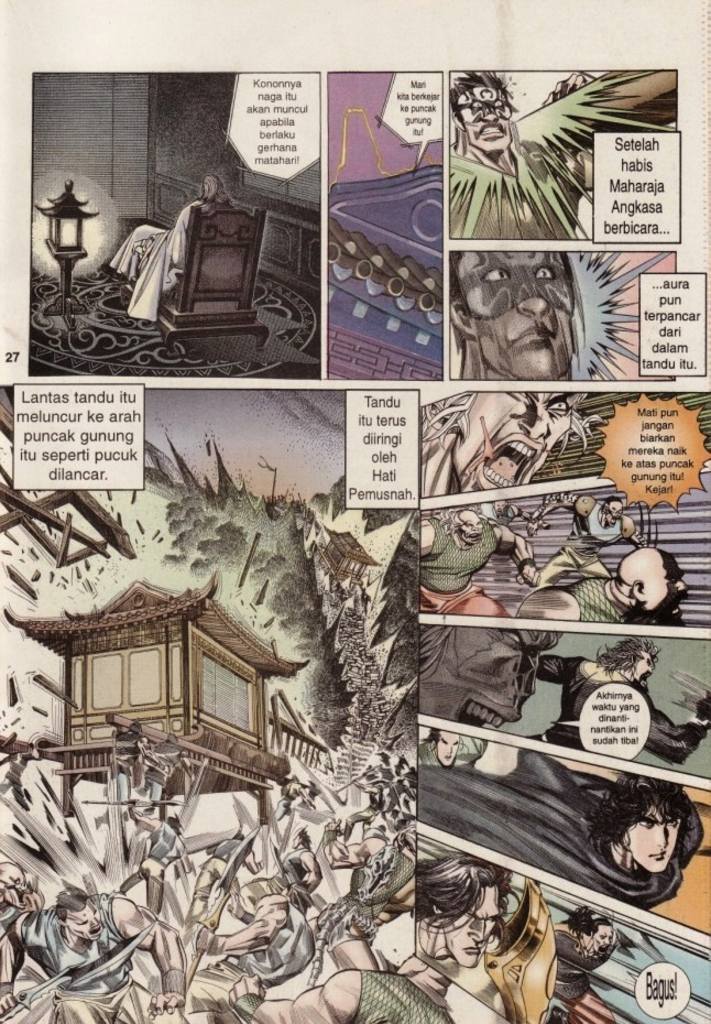 Kononnya
naga itu
akan muncul
apabila
berlaku
gerhana
matahari!
Mari
kita berkejar
ke puncak
gunung
itu!
Setelah
habis
Maharaja
Angkasa
berbicara...
...aura
pun
terpancar
dari
dalam
tandu itu.
27
Lantas tandu itu
meluncur ke arah
puncak gunung
itu seperti pucuk
dilancar.
Tandu
itu terus
diiringi
oleh
Hati
Pemusnah.
Mati pun
jangan
biarkan
mereka naik
ke atas puncak
gunung itu!
Kejar!
Akhirnya
waktu yang
dinanti-
nantikan ini
sudah tiba!
Bagus!